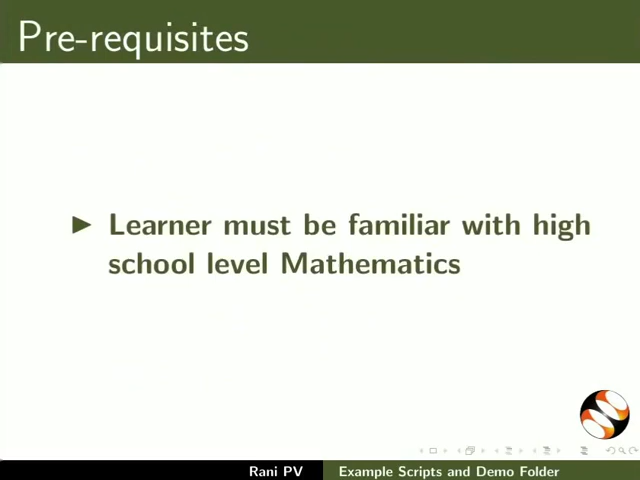 Pre-requisites
Learner must be familiar with high
school level Mathematics
Rani PV
Example Scripts and Demo Folder